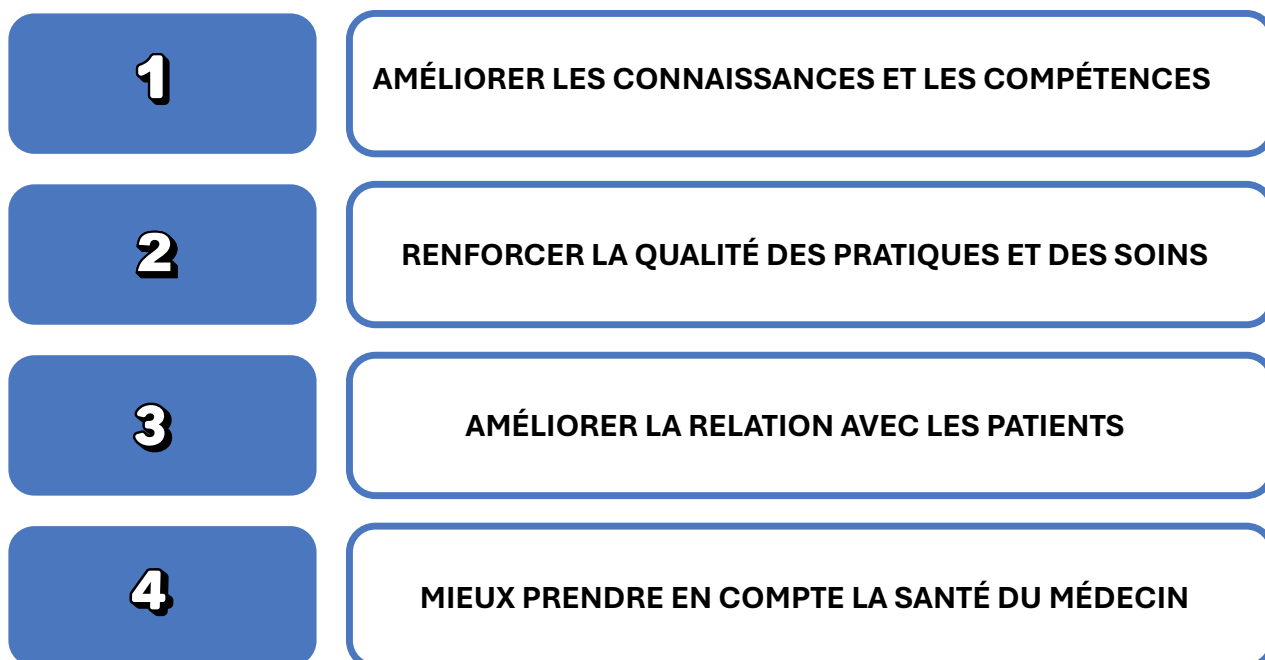 1
AMÉLIORER LES CONNAISSANCES ET LES COMPÉTENCES
2
RENFORCER LA QUALITÉ DES PRATIQUES ET DES SOINS
3
AMÉLIORER LA RELATION AVEC LES PATIENTS
4
MIEUX PRENDRE EN COMPTE LA SANTÉ DU MÉDECIN